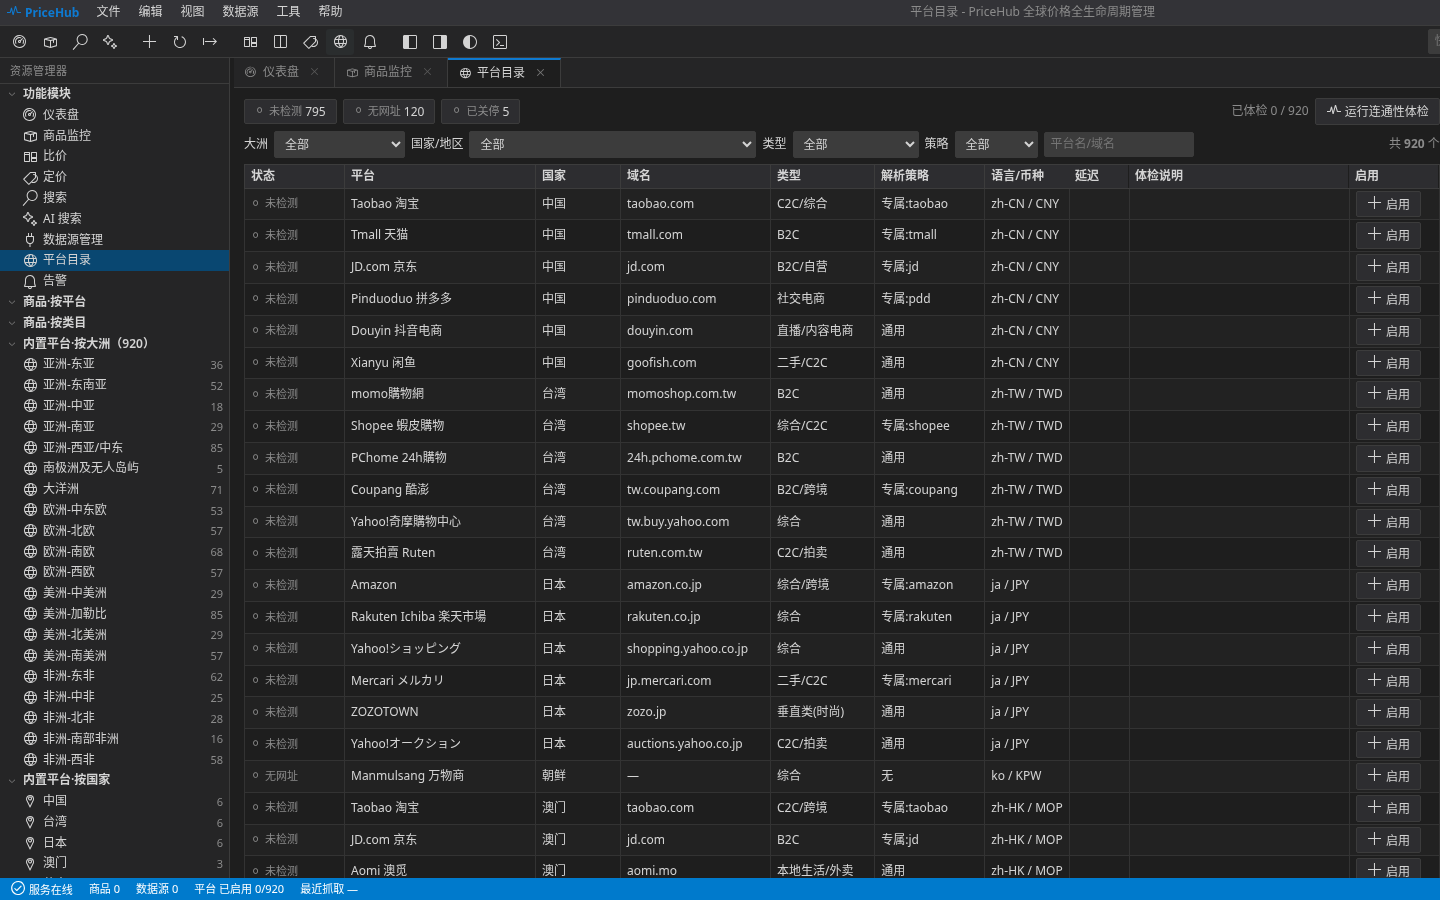 PriceHub 文件 编辑 视图 数据源 工具 帮助 平台目录 - PriceHub 全球价格全生命周期管理
资源管理器
功能模块
仪表盘
商品监控
比价
定价
搜索
AI 搜索
数据源管理
平台目录
告警
商品·按平台
商品·按类目
内置平台·按大洲（920）
亚洲-东亚 36
亚洲-东南亚 52
亚洲-中亚 18
亚洲-南亚 29
亚洲-西亚/中东 85
南极洲及无人岛屿 5
大洋洲 71
欧洲-中东欧 53
欧洲-北欧 57
欧洲-南欧 68
欧洲-西欧 57
美洲-中美洲 29
美洲-加勒比 85
美洲-北美洲 29
美洲-南美洲 57
非洲-东非 62
非洲-中非 25
非洲-北非 28
非洲-南部非洲 16
非洲-西非 58
内置平台·按国家
中国 6
台湾 6
日本 6
澳门 3
仪表盘 商品监控 平台目录
未检测 795 无网址 120 已关停 5 已体检 0 / 920 运行连通性体检
大洲 全部 国家/地区 全部 类型 全部 策略 全部 平台名/域名 共 920 个
状态 平台 国家 域名 类型 解析策略 语言/币种 延迟 体检说明 启用
未检测 Taobao 淘宝 中国 taobao.com C2C/综合 专属:taobao zh-CN / CNY 启用
未检测 Tmall 天猫 中国 tmall.com B2C 专属:tmall zh-CN / CNY 启用
未检测 JD.com 京东 中国 jd.com B2C/自营 专属:jd zh-CN / CNY 启用
未检测 Pinduoduo 拼多多 中国 pinduoduo.com 社交电商 专属:pdd zh-CN / CNY 启用
未检测 Douyin 抖音电商 中国 douyin.com 直播/内容电商 通用 zh-CN / CNY 启用
未检测 Xianyu 闲鱼 中国 goofish.com 二手/C2C 通用 zh-CN / CNY 启用
未检测 momo購物網 台湾 momoshop.com.tw B2C 通用 zh-TW / TWD 启用
未检测 Shopee 蝦皮購物 台湾 shopee.tw 综合/C2C 专属:shopee zh-TW / TWD 启用
未检测 PChome 24h購物 台湾 24h.pchome.com.tw B2C 通用 zh-TW / TWD 启用
未检测 Coupang 酷澎 台湾 tw.coupang.com B2C/跨境 专属:coupang zh-TW / TWD 启用
未检测 Yahoo!奇摩購物中心 台湾 tw.buy.yahoo.com 综合 通用 zh-TW / TWD 启用
未检测 露天拍賣 Ruten 台湾 ruten.com.tw C2C/拍卖 通用 zh-TW / TWD 启用
未检测 Amazon 日本 amazon.co.jp 综合/跨境 专属:amazon ja / JPY 启用
未检测 Rakuten Ichiba 楽天市場 日本 rakuten.co.jp 综合 专属:rakuten ja / JPY 启用
未检测 Yahoo!ショッピング 日本 shopping.yahoo.co.jp 综合 通用 ja / JPY 启用
未检测 Mercari メルカリ 日本 jp.mercari.com 二手/C2C 专属:mercari ja / JPY 启用
未检测 ZOZOTOWN 日本 zozo.jp 垂直类(时尚) 通用 ja / JPY 启用
未检测 Yahoo!オークション 日本 auctions.yahoo.co.jp C2C/拍卖 通用 ja / JPY 启用
无网址 Manmulsang 万物商 朝鲜 — 综合 无 ko / KPW 启用
未检测 Taobao 淘宝 澳门 taobao.com C2C/跨境 专属:taobao zh-HK / MOP 启用
未检测 JD.com 京东 澳门 jd.com B2C 专属:jd zh-HK / MOP 启用
未检测 Aomi 澳觅 澳门 aomi.mo 本地生活/外卖 通用 zh-HK / MOP 启用
服务在线 商品 0 数据源 0 平台 已启用 0/920 最近抓取 —